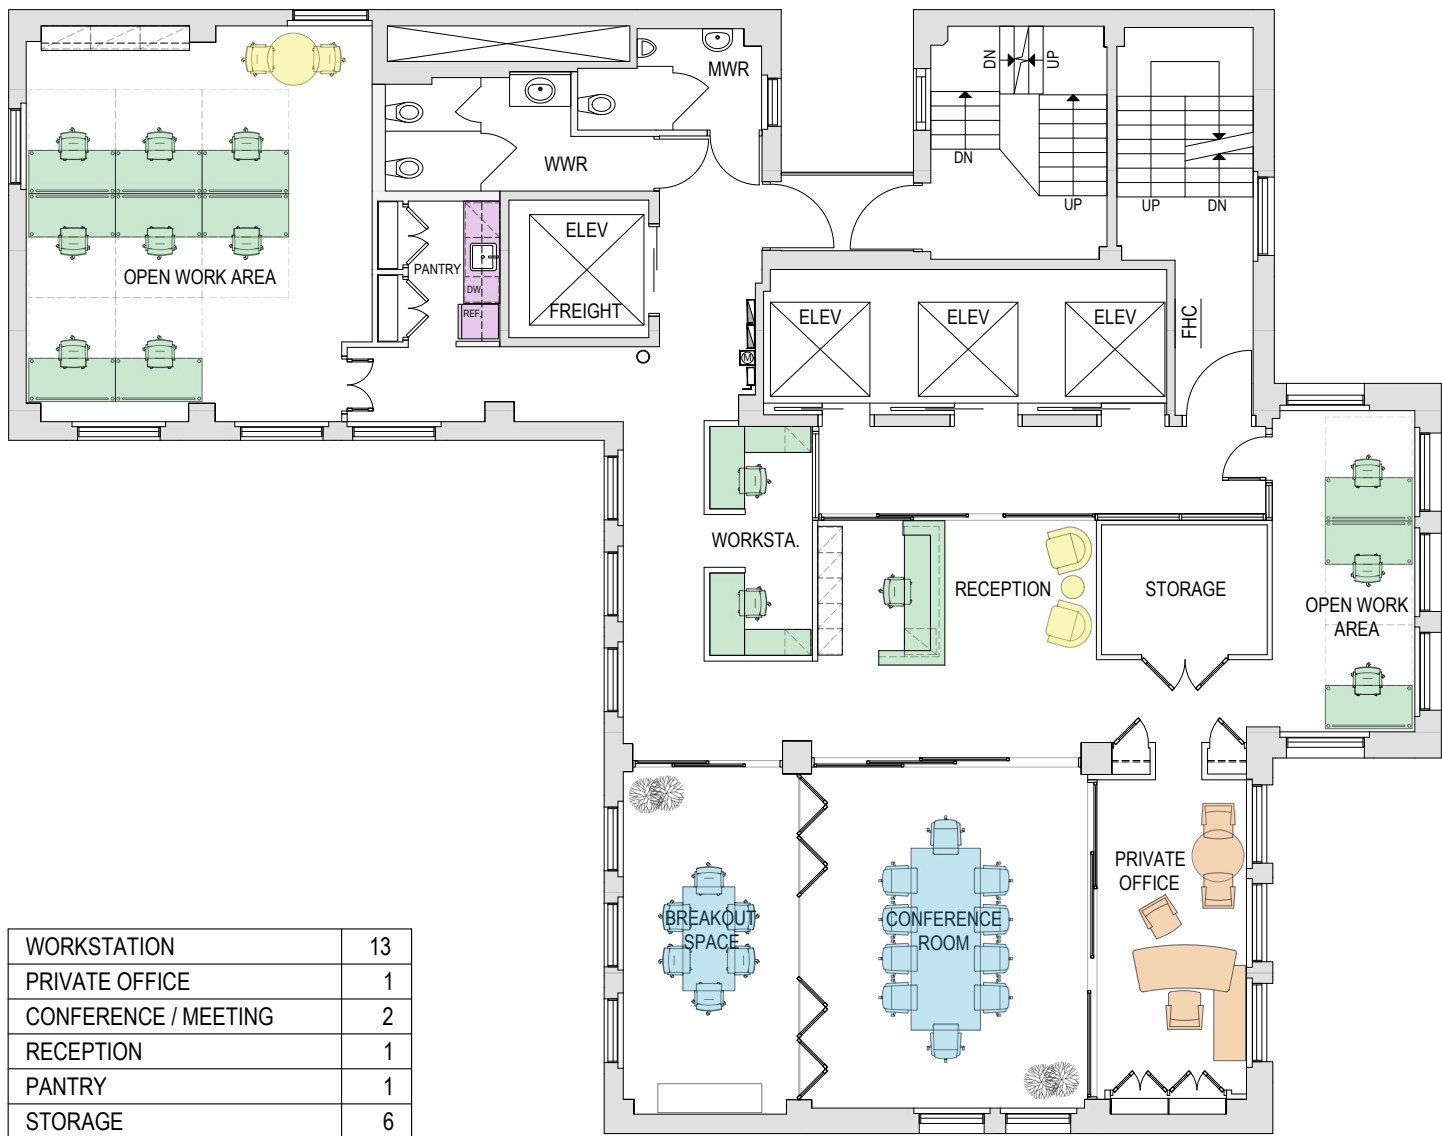 MWR
DN
UP
WWR
DN
UP
UP
DN
ELEV
FREIGHT
PANTRY
DW
REF.
OPEN WORK AREA
ELEV
ELEV
ELEV
FHC
M
WORKSTA.
RECEPTION
STORAGE
OPEN WORK
AREA
PRIVATE
OFFICE
BREAKOUT
SPACE
CONFERENCE
ROOM
WORKSTATION 13
PRIVATE OFFICE 1
CONFERENCE / MEETING 2
RECEPTION 1
PANTRY 1
STORAGE 6